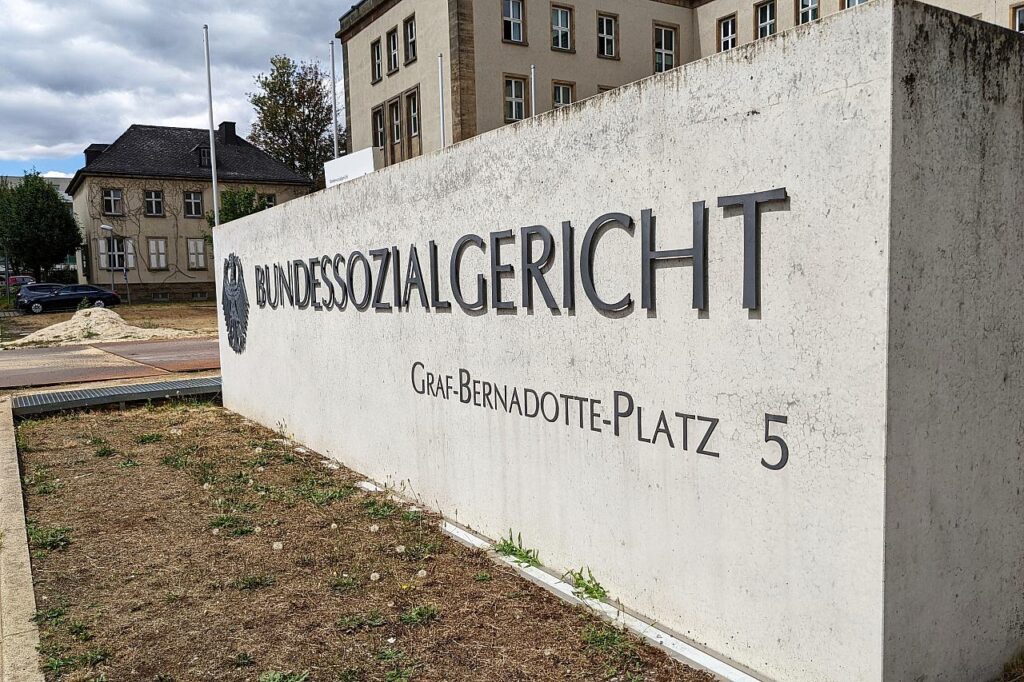 BUNDESSOZIALGERICHT
GRAF-BERNADOTTE-PLATZ 5